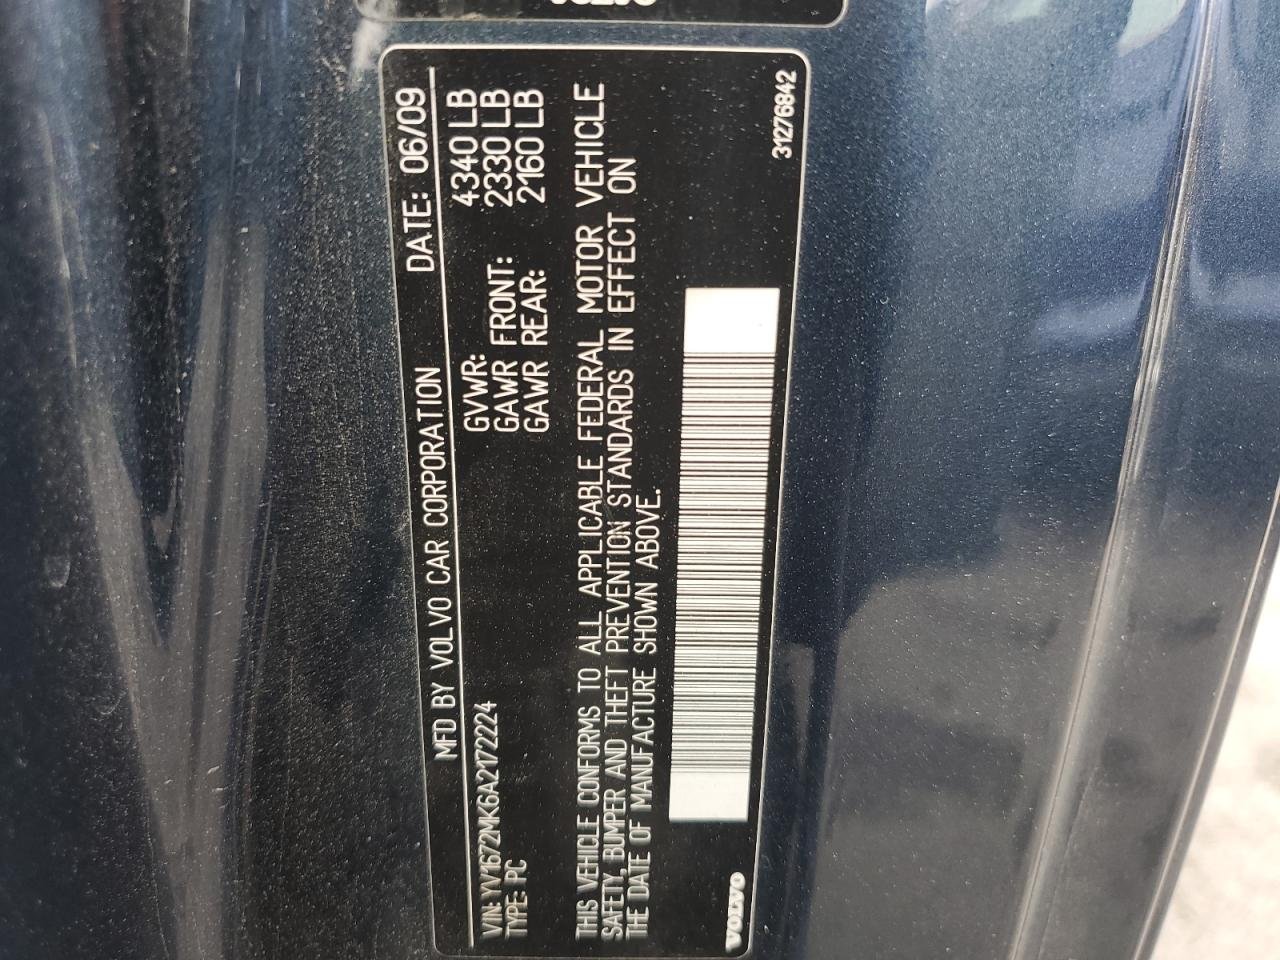 VOLVO
MFD BY VOLVO CAR CORPORATION DATE: 06/09
VIN: YV1672MK6A2172224
TYPE: PC
GVWR: 4340 LB
GAWR FRONT: 2330 LB
GAWR REAR: 2160 LB
THIS VEHICLE CONFORMS TO ALL APPLICABLE FEDERAL MOTOR VEHICLE
SAFETY, BUMPER AND THEFT PREVENTION STANDARDS IN EFFECT ON
THE DATE OF MANUFACTURE SHOWN ABOVE.
VOLVO
31276842